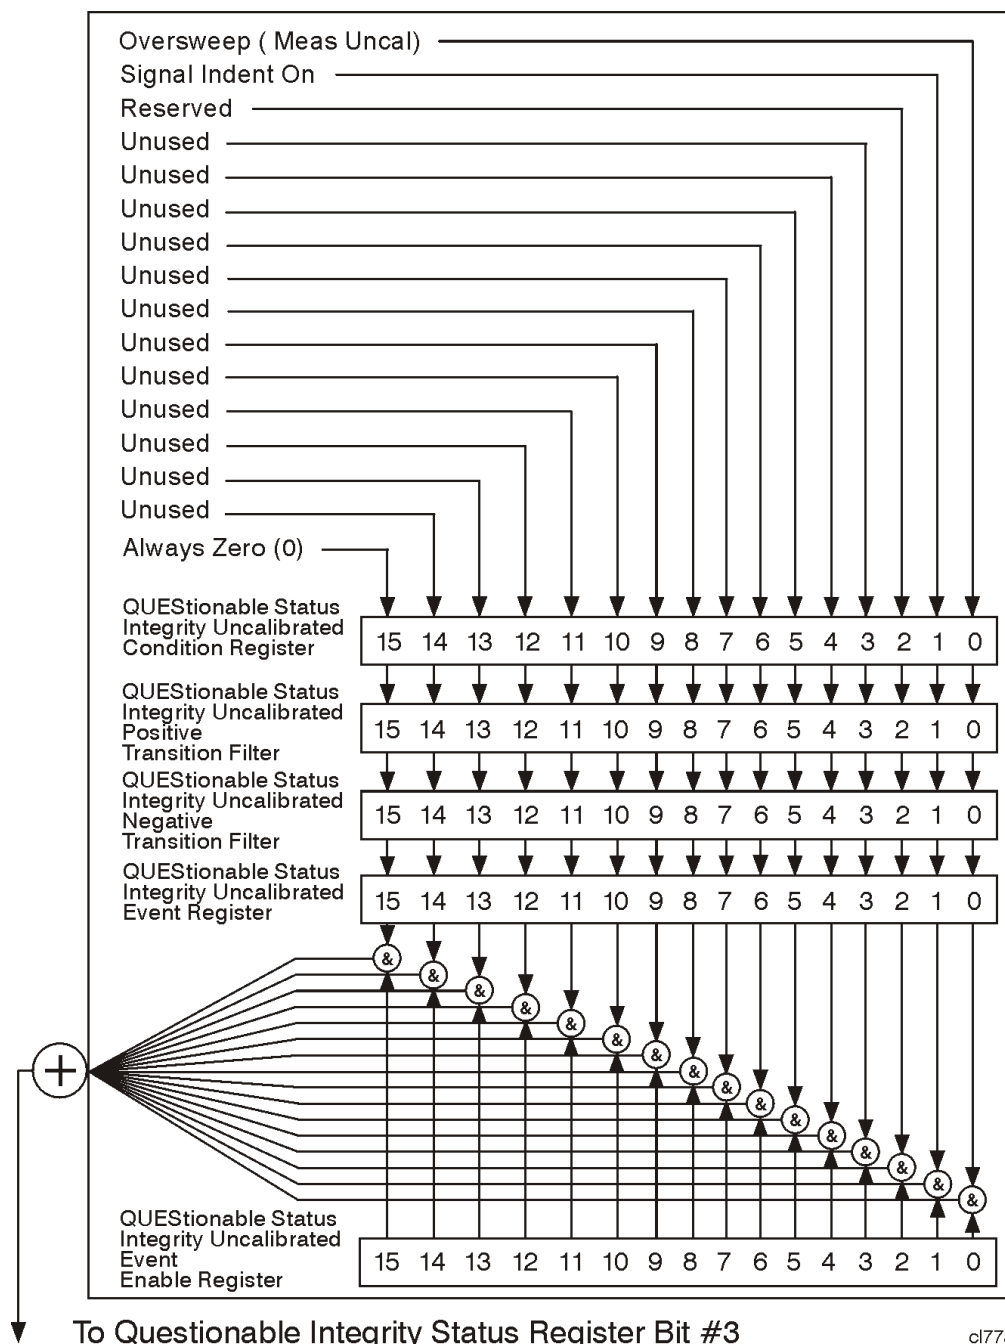 Oversweep ( Meas Uncal)
Signal Indent On
Reserved
Unused
Unused
Unused
Unused
Unused
Unused
Unused
Unused
Unused
Unused
Unused
Unused
Always Zero (0)
QUEStionable Status
Integrity Uncalibrated
Condition Register
15 14 13 12 11 10 9 8 7 6 5 4 3 2 1 0
QUEStionable Status
Integrity Uncalibrated
Positive
Transition Filter
15 14 13 12 11 10 9 8 7 6 5 4 3 2 1 0
QUEStionable Status
Integrity Uncalibrated
Negative
Transition Filter
15 14 13 12 11 10 9 8 7 6 5 4 3 2 1 0
QUEStionable Status
Integrity Uncalibrated
Event Register
15 14 13 12 11 10 9 8 7 6 5 4 3 2 1 0
& & & & & & & & & & & & & & & &
+
QUEStionable Status
Integrity Uncalibrated
Event
Enable Register
15 14 13 12 11 10 9 8 7 6 5 4 3 2 1 0
To Questionable Integrity Status Register Bit #3